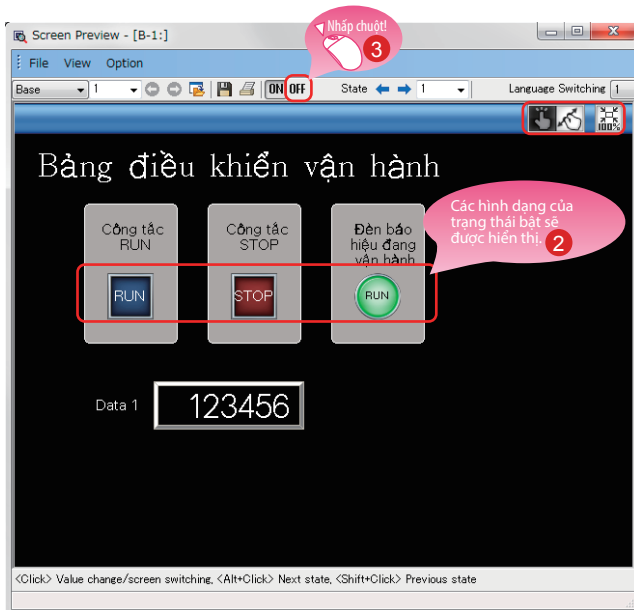 Nhấp chuột!
3
Screen Preview - [B-1:]
File View Option
Base 1 ON OFF State 1 Language Switching 1
100%
Bảng điều khiển vận hành
Công tắc
RUN
Công tắc
STOP
Đèn báo
hiệu đang
vận hành
Các hình dạng của
trạng thái bật sẽ
được hiển thị.
2
RUN
STOP
RUN
Data 1
123456
<Click> Value change/screen switching, <Alt+Click> Next state, <Shift+Click> Previous state